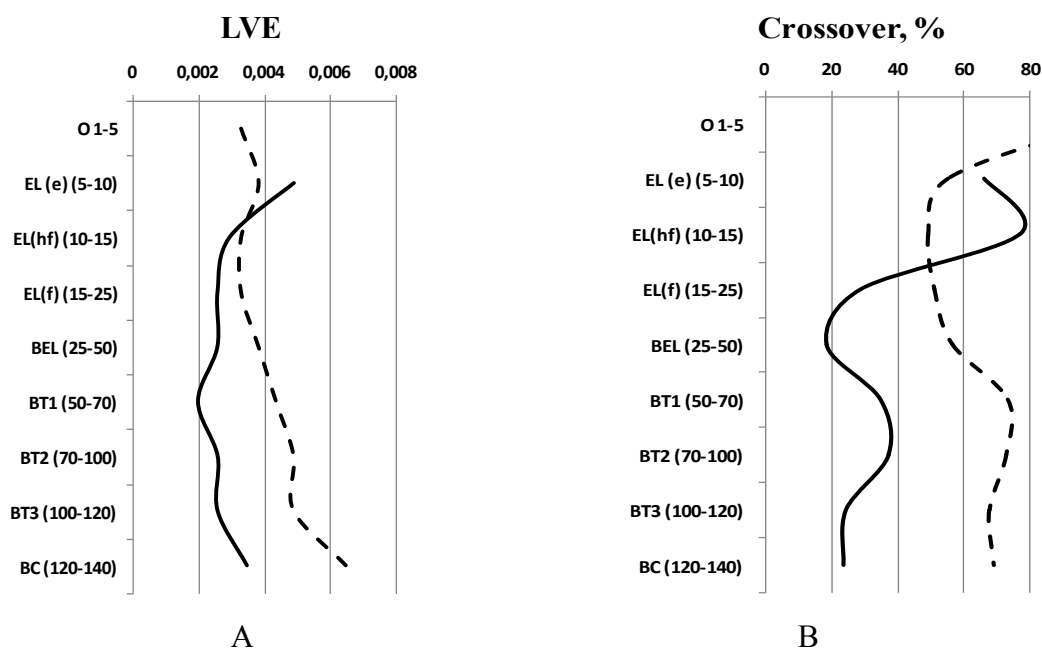 LVE
0 0,002 0,004 0,006 0,008
O 1-5
EL (e) (5-10)
EL(hf) (10-15)
EL(f) (15-25)
BEL (25-50)
BT1 (50-70)
BT2 (70-100)
BT3 (100-120)
BC (120-140)
A
Crossover, %
0 20 40 60 80
O 1-5
EL (e) (5-10)
EL(hf) (10-15)
EL(f) (15-25)
BEL (25-50)
BT1 (50-70)
BT2 (70-100)
BT3 (100-120)
BC (120-140)
B